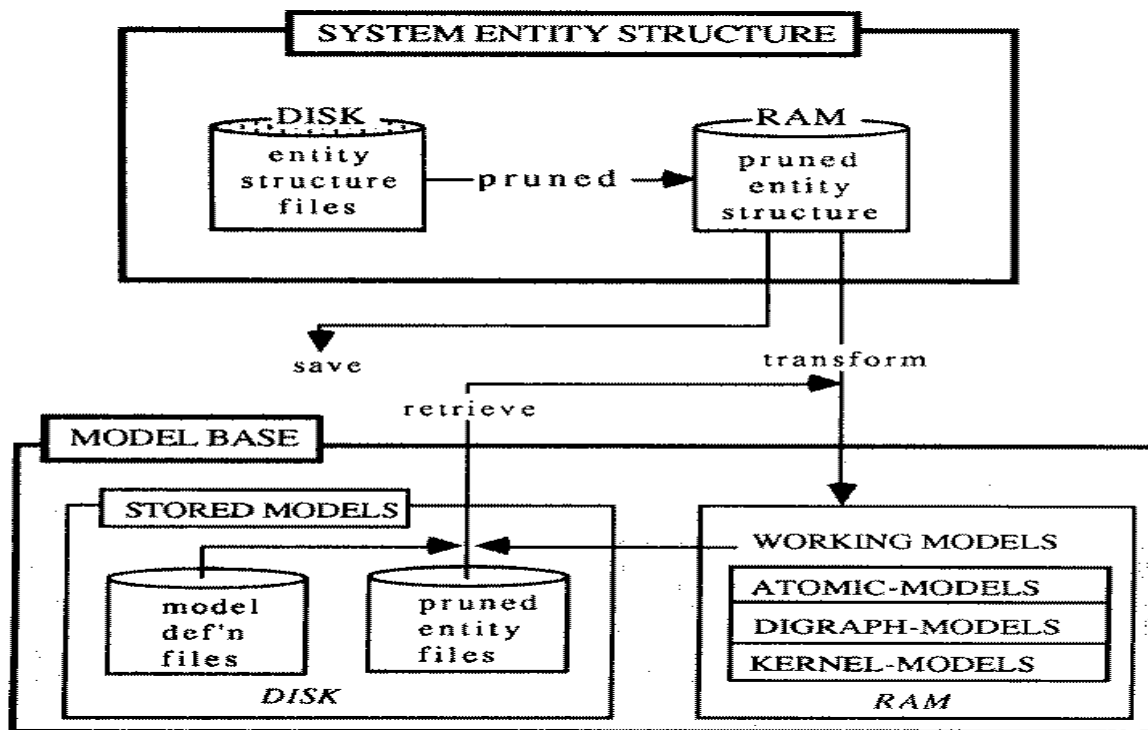 SYSTEM ENTITY STRUCTURE
DISK
entity
structure
files
pruned
RAM
pruned
entity
structure
save
transform
retrieve
MODEL BASE
STORED MODELS
model
def'n
files
pruned
entity
files
DISK
WORKING MODELS
ATOMIC-MODELS
DIGRAPH-MODELS
KERNEL-MODELS
RAM